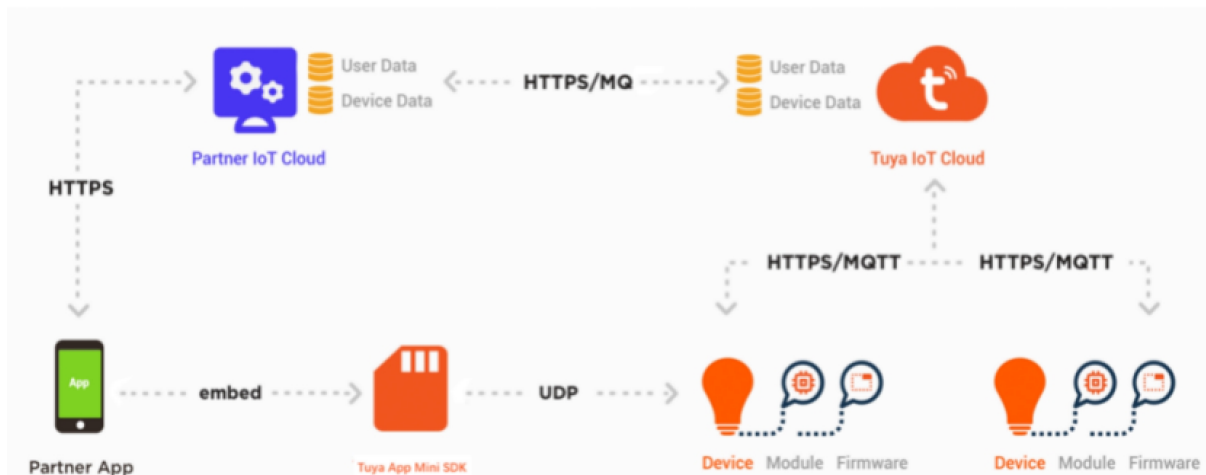 User Data
Device Data
HTTPS/MQ
User Data
Device Data
t
Partner IoT Cloud
Tuya IoT Cloud
HTTPS
HTTPS/MQTT
HTTPS/MQTT
App
embed
UDP
Partner App
Tuya App Mini SDK
Device Module Firmware
Device Module Firmware